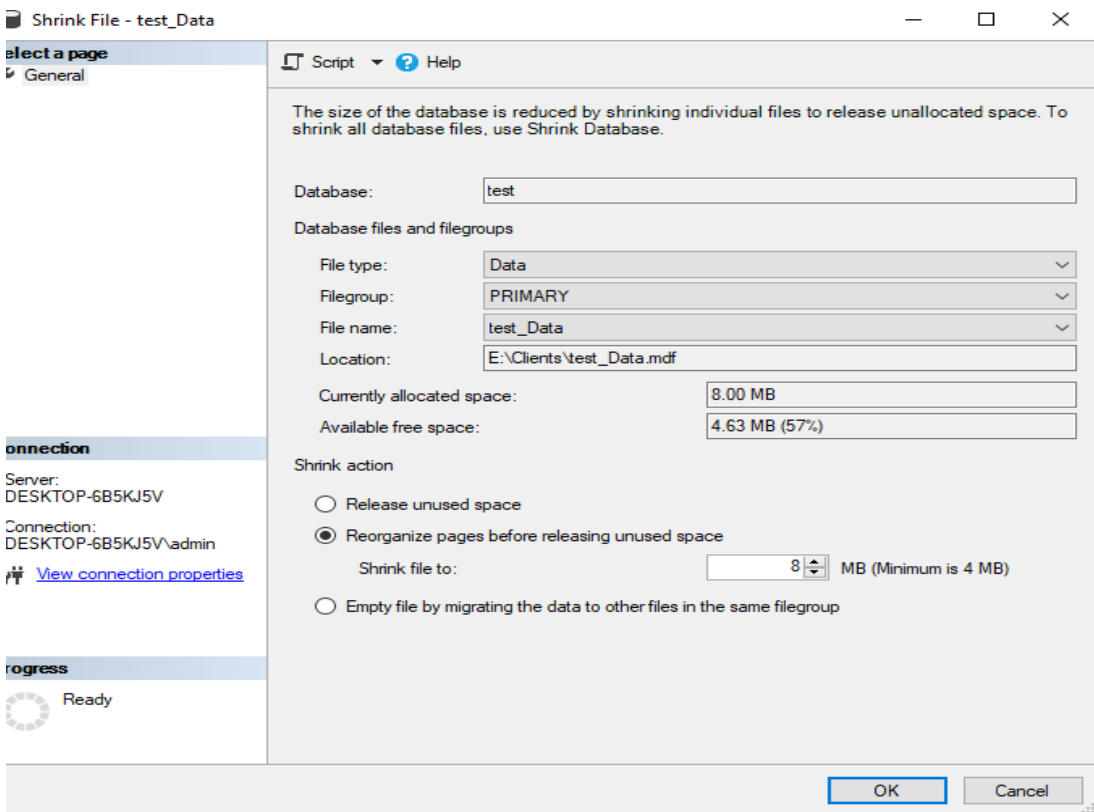 Shrink File - test_Data
elect a page
General
Script
Help
The size of the database is reduced by shrinking individual files to release unallocated space. To
shrink all database files, use Shrink Database.
Database: test
Database files and filegroups
File type: Data
Filegroup: PRIMARY
File name: test_Data
Location: E:\Clients\test_Data.mdf
Currently allocated space: 8.00 MB
Available free space: 4.63 MB (57%)
Shrink action
Release unused space
Reorganize pages before releasing unused space
Shrink file to: 8 MB (Minimum is 4 MB)
Empty file by migrating the data to other files in the same filegroup
onnection
Server:
DESKTOP-6B5KJ5V
Connection:
DESKTOP-6B5KJ5V\admin
View connection properties
rogress
Ready
OK
Cancel